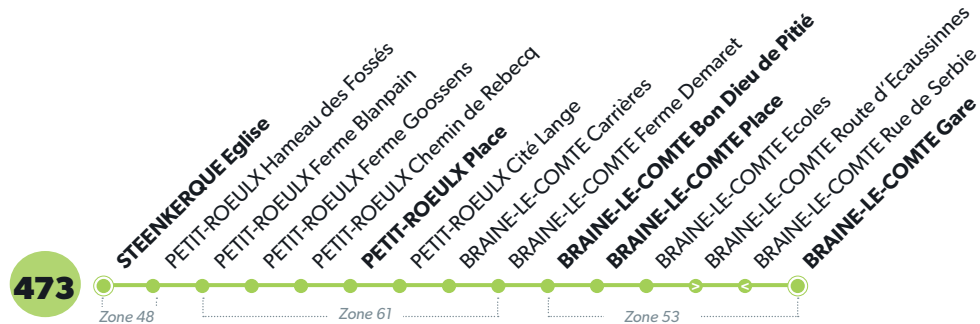 STEENKERQUE Eglise
PETIT-ROEULX Hameau des Fossés
PETIT-ROEULX Ferme Blanpain
PETIT-ROEULX Ferme Goossens
PETIT-ROEULX Chemin de Rebecq
PETIT-ROEULX Place
PETIT-ROEULX Cité Lange
BRAINE-LE-COMTE Carrières
BRAINE-LE-COMTE Ferme Demaret
BRAINE-LE-COMTE Bon Dieu de Pitié
BRAINE-LE-COMTE Place
BRAINE-LE-COMTE Ecoles
BRAINE-LE-COMTE Route d'Ecaussinnes
BRAINE-LE-COMTE Rue de Serbie
BRAINE-LE-COMTE Gare
473
> <
Zone 48
Zone 61
Zone 53